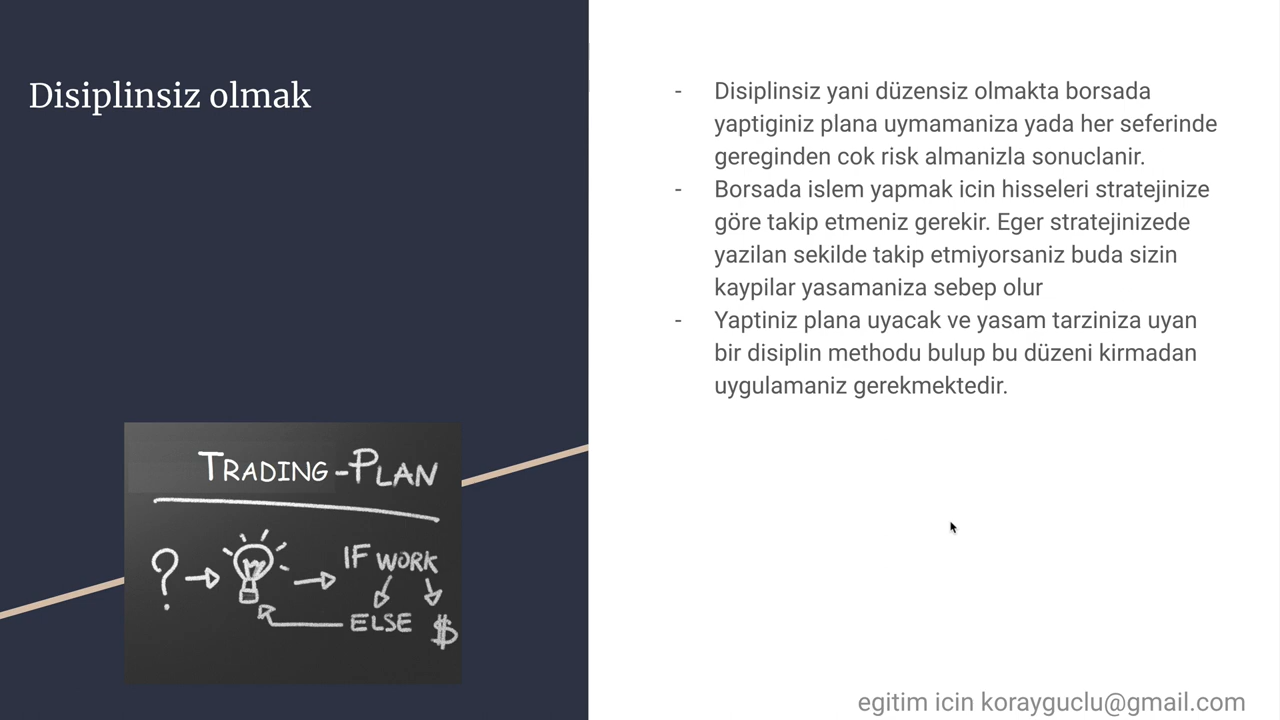 Disiplinsiz olmak
- Disiplinsiz yani düzensiz olmakta borsada
yaptiginiz plana uymamaniza yada her seferinde
gereginden cok risk almanizla sonuclanir.
- Borsada islem yapmak icin hisseleri stratejinize
göre takip etmeniz gerekir. Eger stratejinizede
yazilan sekilde takip etmiyorsaniz buda sizin
kaypilar yasamaniza sebep olur
- Yaptiniz plana uyacak ve yasam tarziniza uyan
bir disiplin methodu bulup bu düzeni kirmadan
uygulamaniz gerekmektedir.
TRADING-PLAN
? IF WORK
ELSE $
egitim icin korayguclu@gmail.com